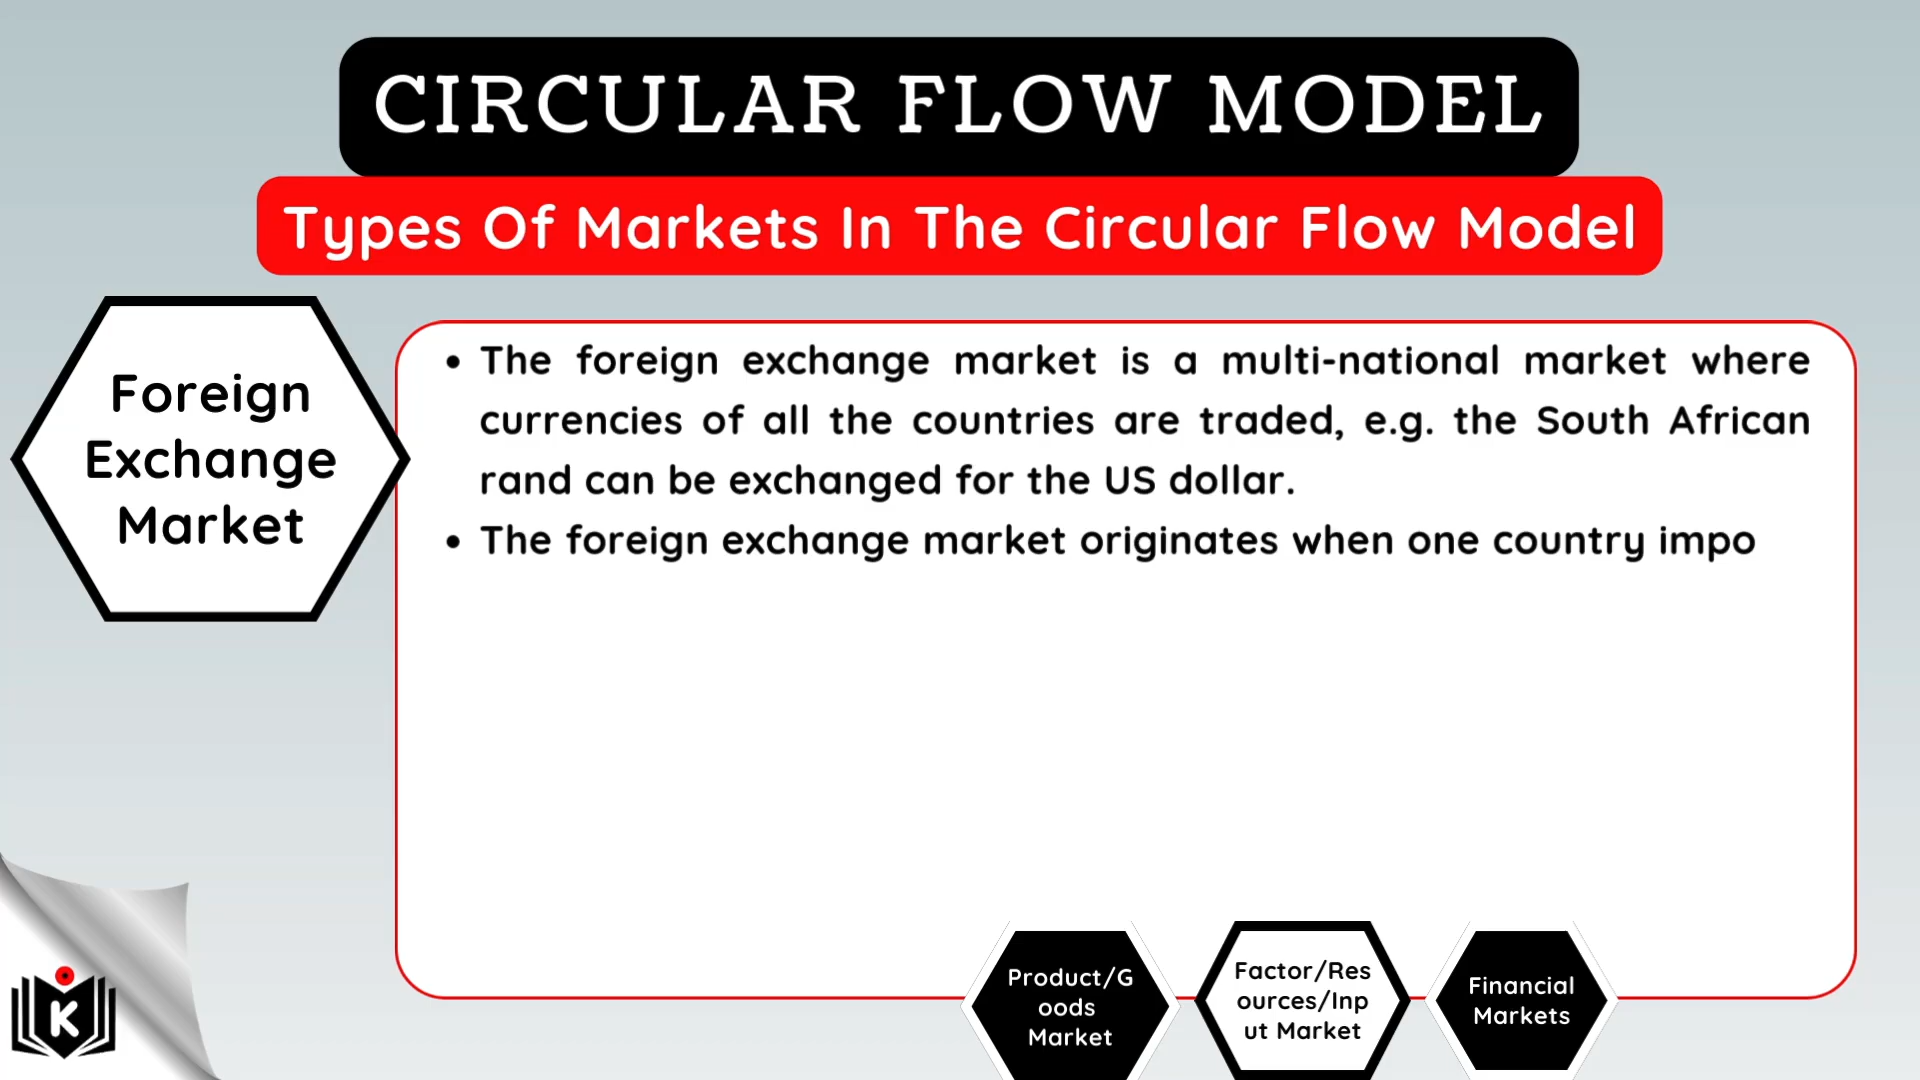 CIRCULAR FLOW MODEL
Types Of Markets In The Circular Flow Model
Foreign
Exchange
Market
• The foreign exchange market is a multi-national market where
currencies of all the countries are traded, e.g. the South African
rand can be exchanged for the US dollar.
• The foreign exchange market originates when one country impo
Product/G
oods
Market
Factor/Res
ources/Inp
ut Market
Financial
Markets
K